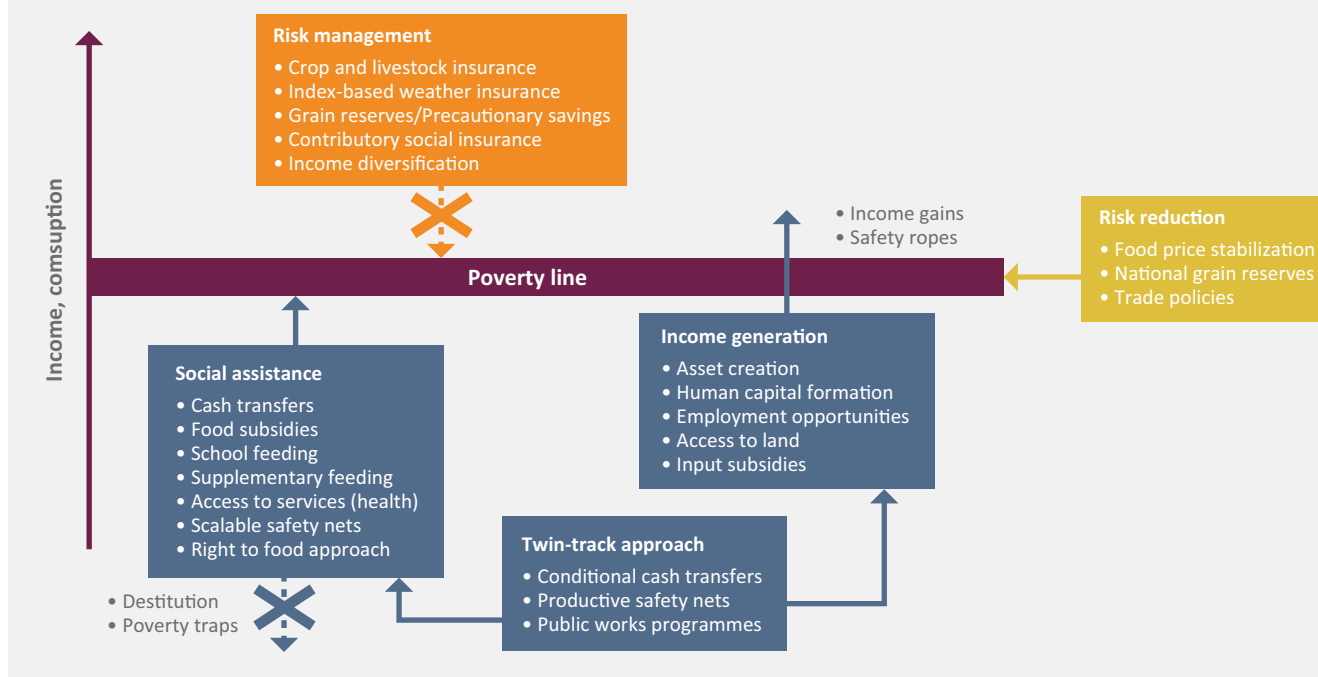 Risk management
• Crop and livestock insurance
• Index-based weather insurance
• Grain reserves/Precautionary savings
• Contributory social insurance
• Income diversification
Income, comsuption
• Income gains
• Safety ropes
Risk reduction
• Food price stabilization
• National grain reserves
• Trade policies
Poverty line
Social assistance
• Cash transfers
• Food subsidies
• School feeding
• Supplementary feeding
• Access to services (health)
• Scalable safety nets
• Right to food approach
Income generation
• Asset creation
• Human capital formation
• Employment opportunities
• Access to land
• Input subsidies
Twin-track approach
• Conditional cash transfers
• Productive safety nets
• Public works programmes
• Destitution
• Poverty traps